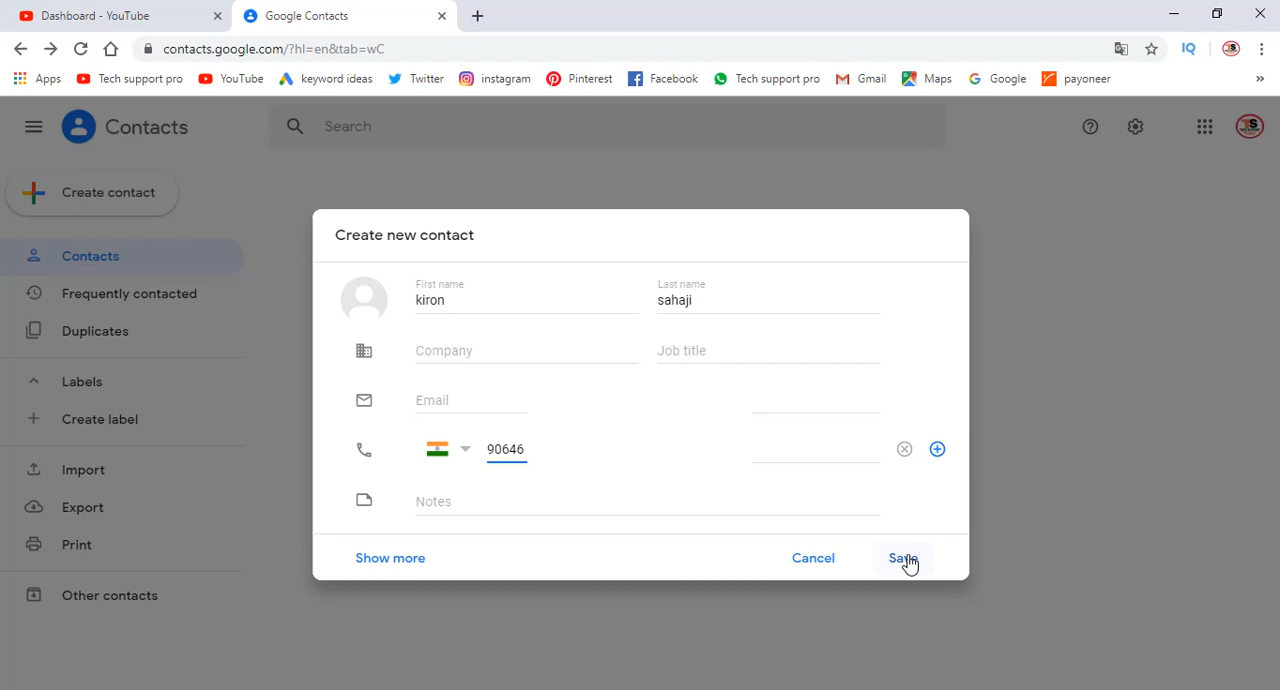 Dashboard - YouTube
Google Contacts
contacts.google.com/?hl=en&tab=wC
IQ
Apps
Tech support pro
YouTube
keyword ideas
Twitter
instagram
Pinterest
Facebook
Tech support pro
Gmail
Maps
Google
payoneer
»
Contacts
Search
Create contact
Contacts
Frequently contacted
Duplicates
Labels
Create label
Import
Export
Print
Other contacts
Create new contact
First name
kiron
Last name
sahaji
Company
Job title
Email
90646
Notes
Show more
Cancel
Save